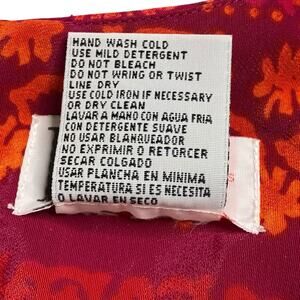 HAND WASH COLD
USE MILD DETERGENT
DO NOT BLEACH
DO NOT WRING OR TWIST
LINE DRY
USE COLD IRON IF NECESSARY
OR DRY CLEAN
LAVAR A MANO CON AGUA FRIA
CON DETERGENTE SUAVE
NO USAR BLANQUEADOR
NO EXPRIMIR O RETORCER
SECAR COLGADO
USAR PLANCHA EN MINIMA
TEMPERATURA SI ES NECESITA
O LAVAR EN SECO